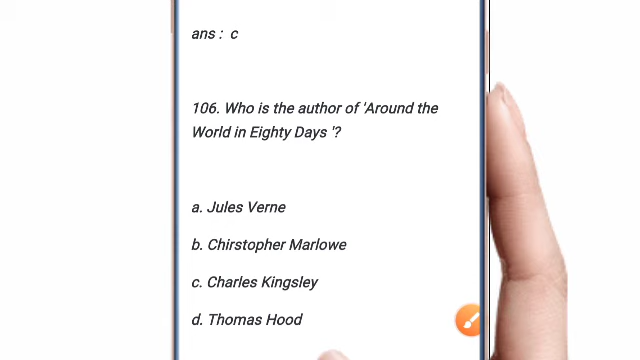 ans : c
106. Who is the author of 'Around the
World in Eighty Days '?
a. Jules Verne
b. Chirstopher Marlowe
c. Charles Kingsley
d. Thomas Hood